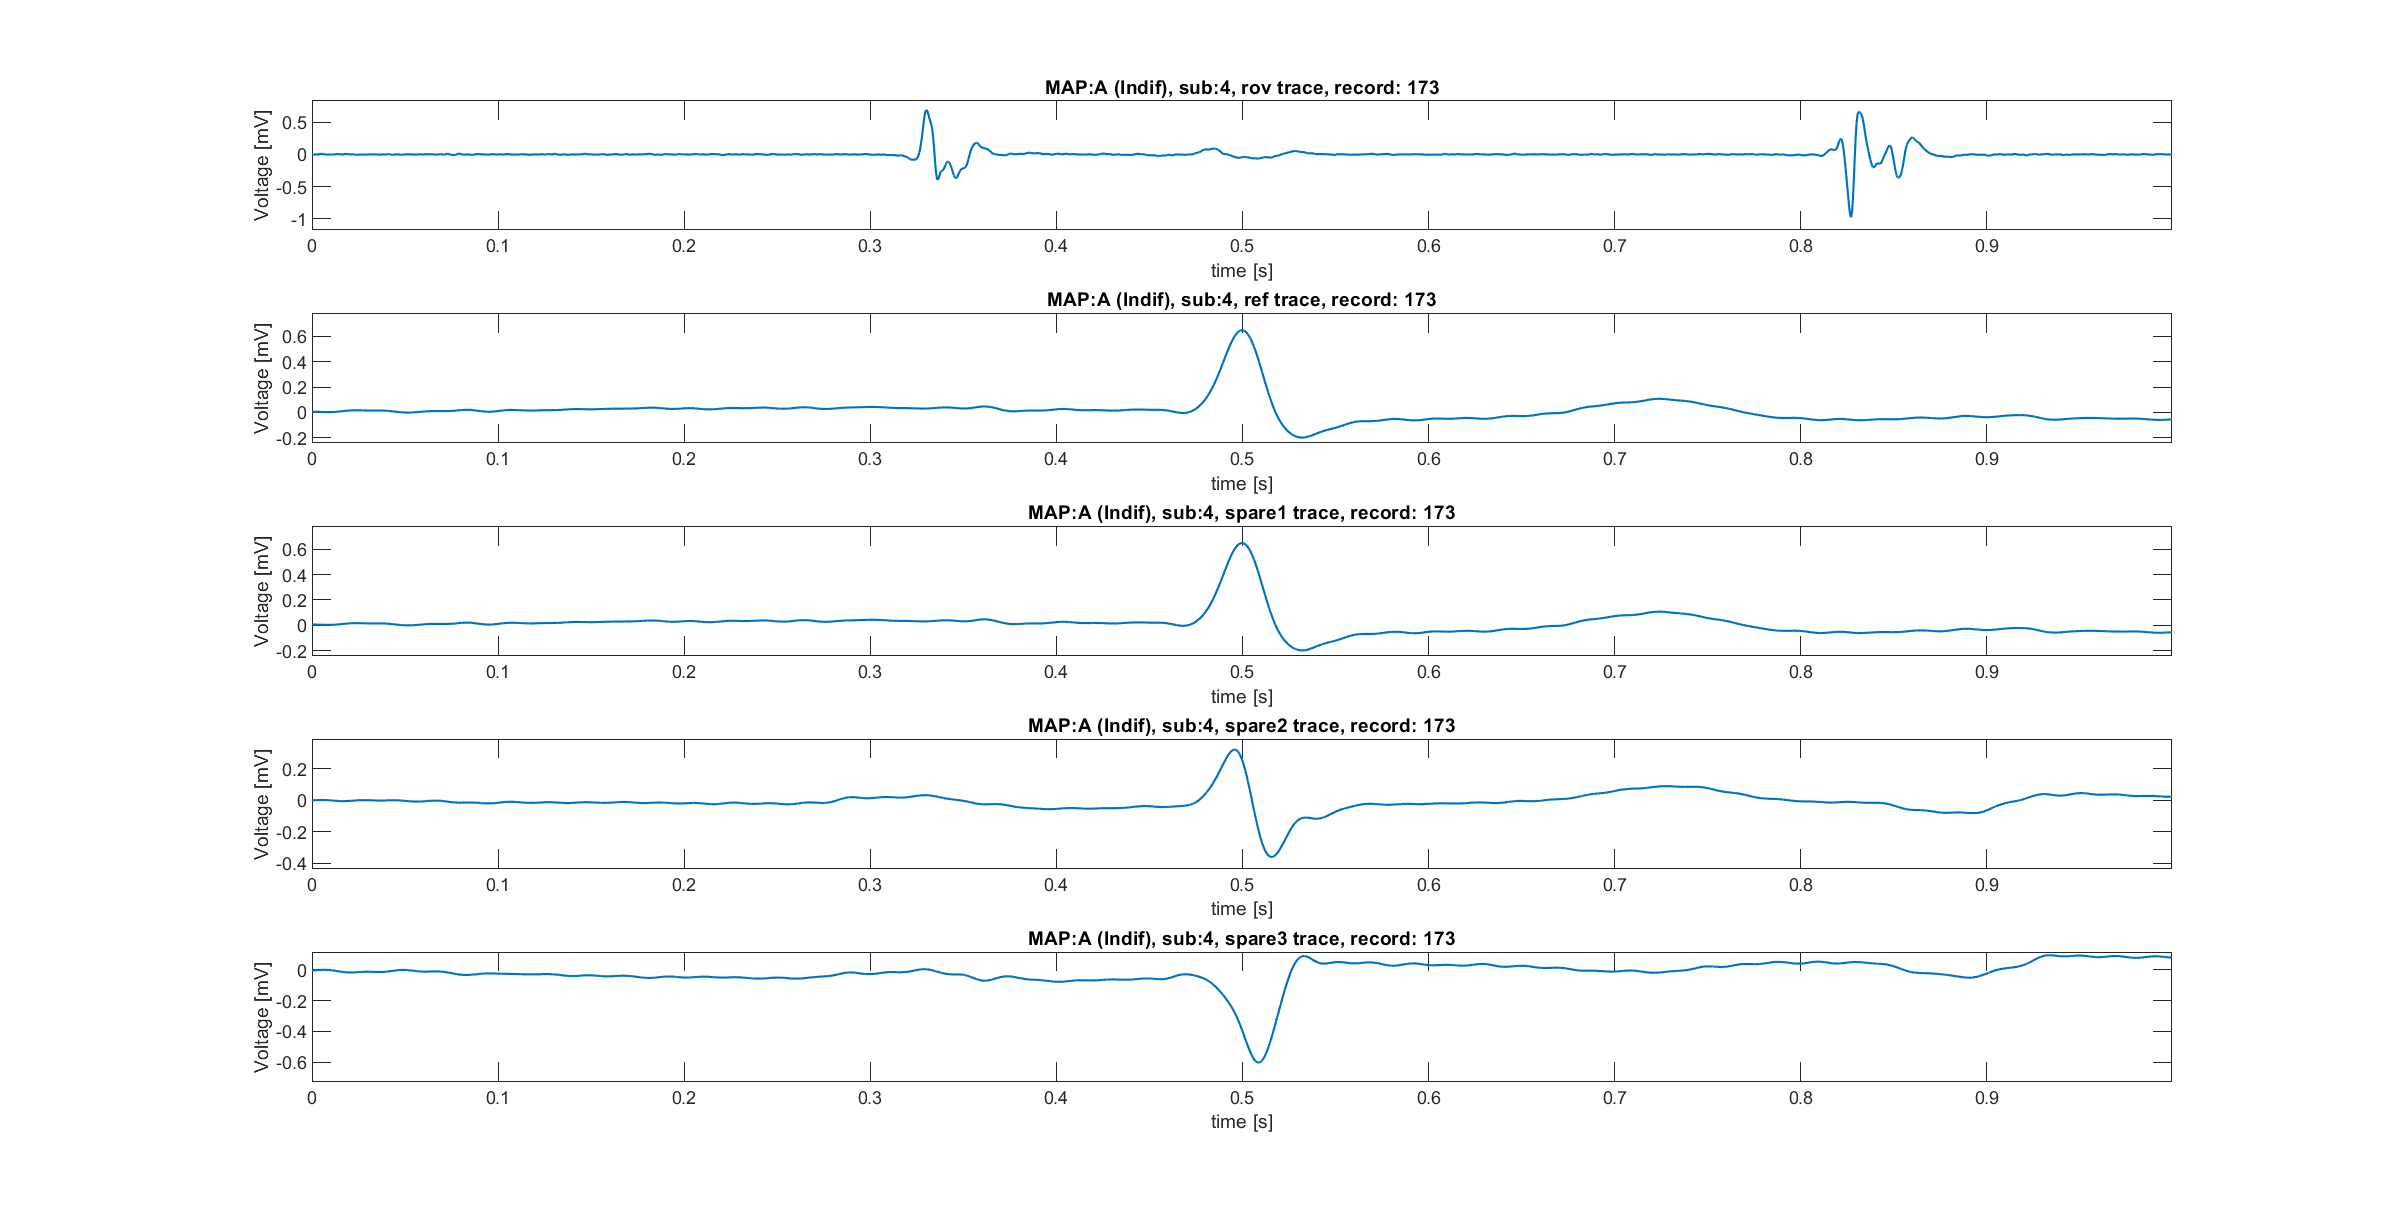 MAP:A (Indif), sub:4, rov trace, record: 173
Voltage [mV]
0.5
0
-0.5
-1
0 0.1 0.2 0.3 0.4 0.5 0.6 0.7 0.8 0.9
time [s]
MAP:A (Indif), sub:4, ref trace, record: 173
Voltage [mV]
0.6
0.4
0.2
0
-0.2
0 0.1 0.2 0.3 0.4 0.5 0.6 0.7 0.8 0.9
time [s]
MAP:A (Indif), sub:4, spare1 trace, record: 173
Voltage [mV]
0.6
0.4
0.2
0
-0.2
0 0.1 0.2 0.3 0.4 0.5 0.6 0.7 0.8 0.9
time [s]
MAP:A (Indif), sub:4, spare2 trace, record: 173
Voltage [mV]
0.2
0
-0.2
-0.4
0 0.1 0.2 0.3 0.4 0.5 0.6 0.7 0.8 0.9
time [s]
MAP:A (Indif), sub:4, spare3 trace, record: 173
Voltage [mV]
0
-0.2
-0.4
-0.6
0 0.1 0.2 0.3 0.4 0.5 0.6 0.7 0.8 0.9
time [s]